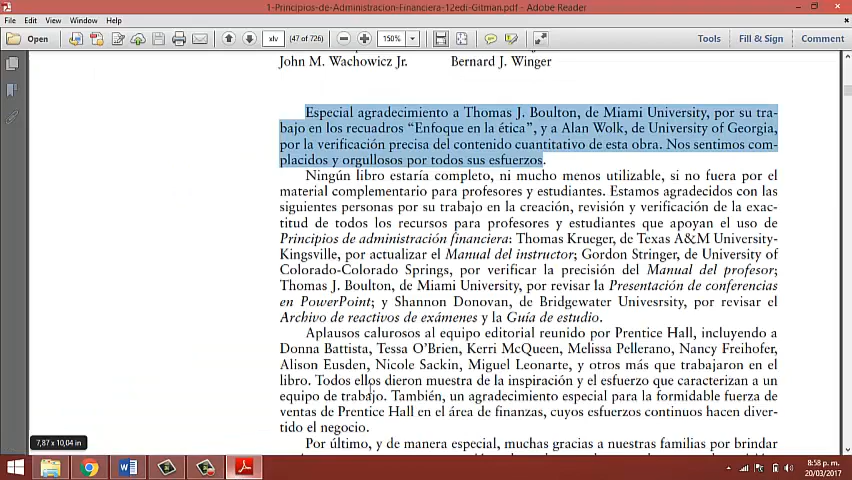 1-Principios-de-Administracion-Financiera-12edi-Gitman.pdf - Adobe Reader
File Edit View Window Help
Open xlv (47 of 726) 150% Tools Fill & Sign Comment
John M. Wachowicz Jr. Bernard J. Winger
Especial agradecimiento a Thomas J. Boulton, de Miami University, por su tra-
bajo en los recuadros “Enfoque en la ética”, y a Alan Wolk, de University of Georgia,
por la verificación precisa del contenido cuantitativo de esta obra. Nos sentimos com-
placidos y orgullosos por todos sus esfuerzos.
Ningún libro estaría completo, ni mucho menos utilizable, si no fuera por el
material complementario para profesores y estudiantes. Estamos agradecidos con las
siguientes personas por su trabajo en la creación, revisión y verificación de la exac-
titud de todos los recursos para profesores y estudiantes que apoyan el uso de
Principios de administración financiera: Thomas Krueger, de Texas A&M University-
Kingsville, por actualizar el Manual del instructor; Gordon Stringer, de University of
Colorado-Colorado Springs, por verificar la precisión del Manual del profesor;
Thomas J. Boulton, de Miami University, por revisar la Presentación de conferencias
en PowerPoint; y Shannon Donovan, de Bridgewater Univesrsity, por revisar el
Archivo de reactivos de exámenes y la Guía de estudio.
Aplausos calurosos al equipo editorial reunido por Prentice Hall, incluyendo a
Donna Battista, Tessa O’Brien, Kerri McQueen, Melissa Pellerano, Nancy Freihofer,
Alison Eusden, Nicole Sackin, Miguel Leonarte, y otros más que trabajaron en el
libro. Todos ellos dieron muestra de la inspiración y el esfuerzo que caracterizan a un
equipo de trabajo. También, un agradecimiento especial para la formidable fuerza de
ventas de Prentice Hall en el área de finanzas, cuyos esfuerzos continuos hacen diver-
tido el negocio.
Por último, y de manera especial, muchas gracias a nuestras familias por brindar
7,87 x 10,04 in
8:58 p. m.
20/03/2017